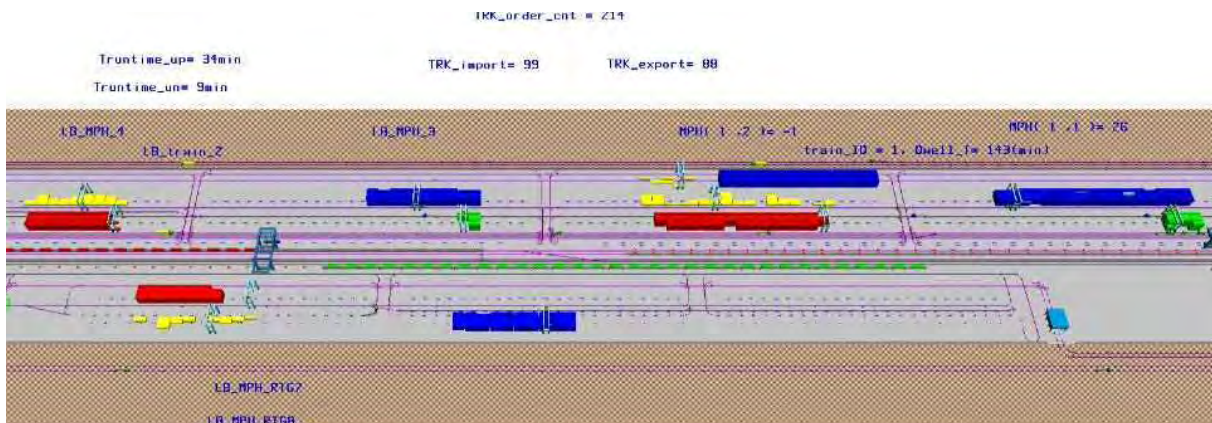 TRK_order_cnt = 214
Truntime_up= 34min
TRK_import= 99
TRK_export= 88
Truntime_un= 9min
LB_MPH_4
LB_MPH_3
MPH( 1 ,2 )= -1
MPH( 1 ,1 )= 26
LB_train_2
train_ID = 1, Dwell_T= 143(min)
LB_MPH_RTG7
LB_MPH_RTG8